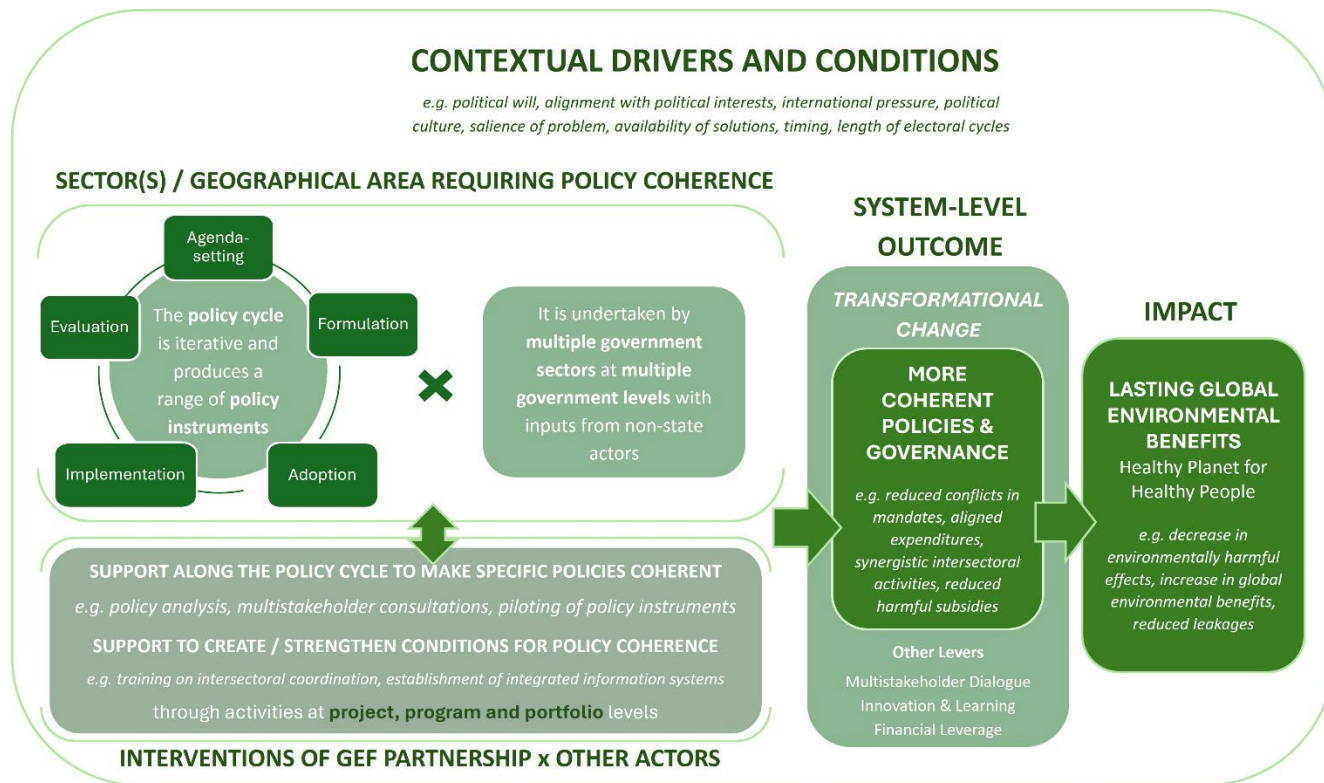 CONTEXTUAL DRIVERS AND CONDITIONS
e.g. political will, alignment with political interests, international pressure, political
culture, salience of problem, availability of solutions, timing, length of electoral cycles
SECTOR(S) / GEOGRAPHICAL AREA REQUIRING POLICY COHERENCE
Agenda-
setting
Evaluation
Formulation
The policy cycle
is iterative and
produces a
range of policy
instruments
Implementation
Adoption
It is undertaken by
multiple government
sectors at multiple
government levels with
inputs from non-state
actors
SUPPORT ALONG THE POLICY CYCLE TO MAKE SPECIFIC POLICIES COHERENT
e.g. policy analysis, multistakeholder consultations, piloting of policy instruments
SUPPORT TO CREATE / STRENGTHEN CONDITIONS FOR POLICY COHERENCE
e.g. training on intersectoral coordination, establishment of integrated information systems
through activities at project, program and portfolio levels
INTERVENTIONS OF GEF PARTNERSHIP x OTHER ACTORS
SYSTEM-LEVEL
OUTCOME
TRANSFORMATIONAL
CHANGE
MORE
COHERENT
POLICIES &
GOVERNANCE
e.g. reduced conflicts in
mandates, aligned
expenditures,
synergistic intersectoral
activities, reduced
harmful subsidies
Other Levers
Multistakeholder Dialogue
Innovation & Learning
Financial Leverage
IMPACT
LASTING GLOBAL
ENVIRONMENTAL
BENEFITS
Healthy Planet for
Healthy People
e.g. decrease in
environmentally harmful
effects, increase in global
environmental benefits,
reduced leakages